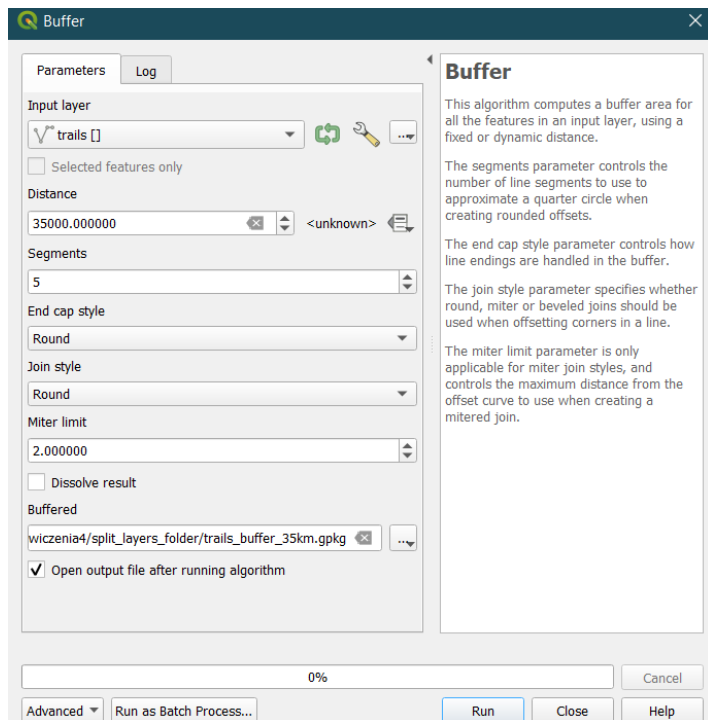 Buffer
Parameters
Log
Input layer
trails []
...
Selected features only
Distance
35000.000000
<unknown>
Segments
5
End cap style
Round
Join style
Round
Miter limit
2.000000
Dissolve result
Buffered
wiczenia4/split_layers_folder/trails_buffer_35km.gpkg
...
Open output file after running algorithm
Buffer
This algorithm computes a buffer area for
all the features in an input layer, using a
fixed or dynamic distance.
The segments parameter controls the
number of line segments to use to
approximate a quarter circle when
creating rounded offsets.
The end cap style parameter controls how
line endings are handled in the buffer.
The join style parameter specifies whether
round, miter or beveled joins should be
used when offsetting corners in a line.
The miter limit parameter is only
applicable for miter join styles, and
controls the maximum distance from the
offset curve to use when creating a
mitered join.
0%
Cancel
Advanced
Run as Batch Process...
Run
Close
Help